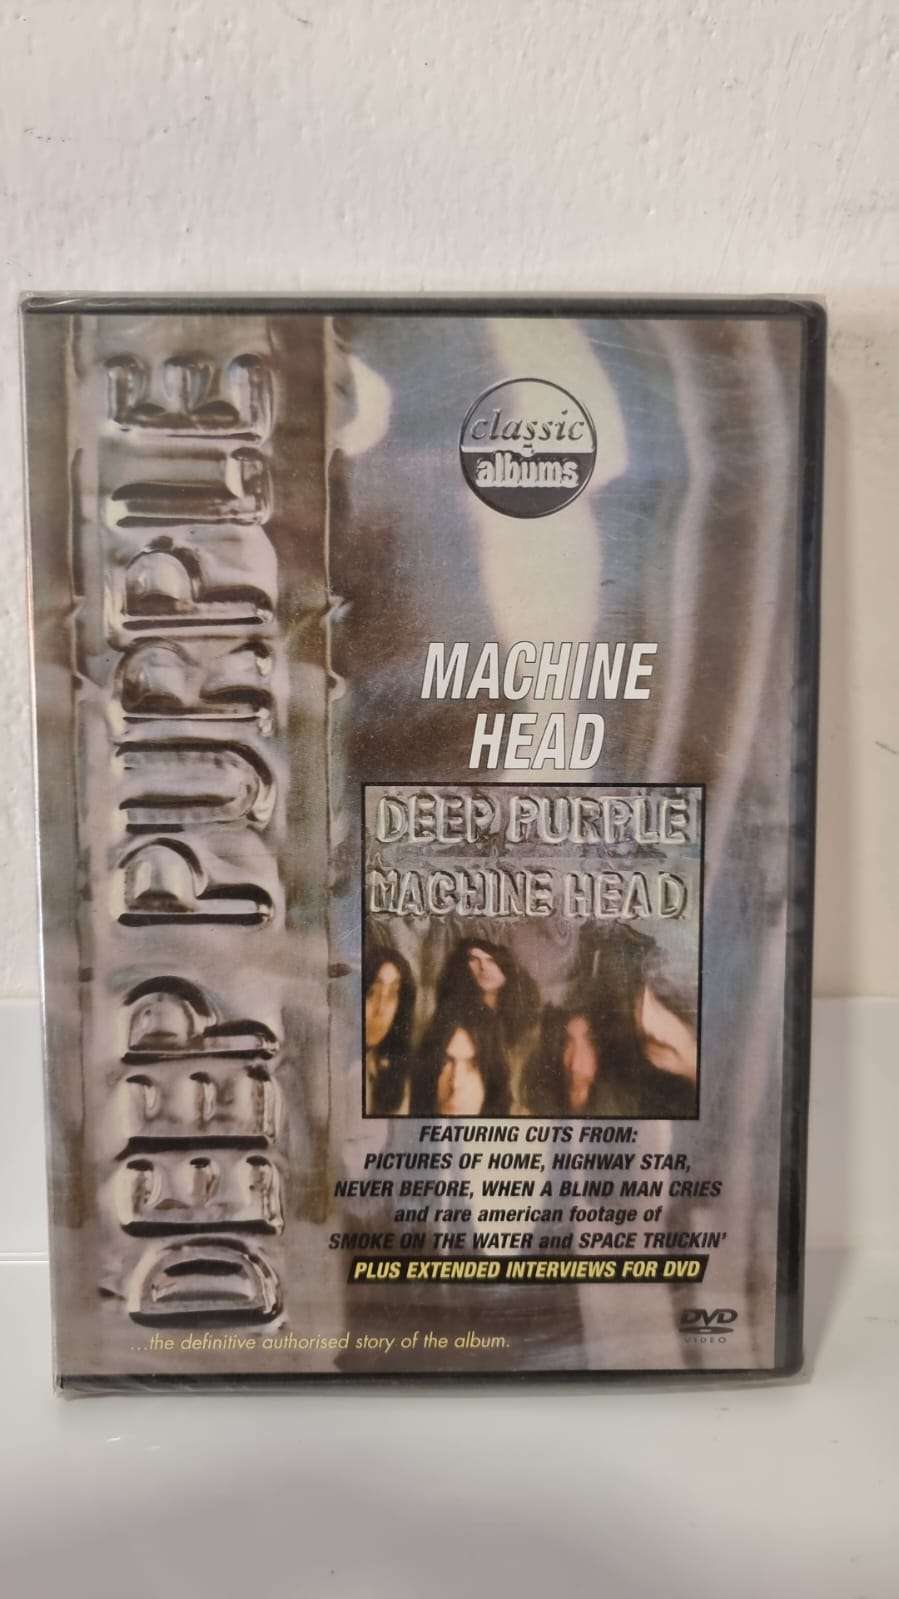 DEEP PURPLE
classic
albums
MACHINE
HEAD
DEEP PURPLE
MACHINE HEAD
FEATURING CUTS FROM:
PICTURES OF HOME, HIGHWAY STAR,
NEVER BEFORE, WHEN A BLIND MAN CRIES
and rare american footage of
SMOKE ON THE WATER and SPACE TRUCKIN'
PLUS EXTENDED INTERVIEWS FOR DVD
DVD
VIDEO
...the definitive authorised story of the album.